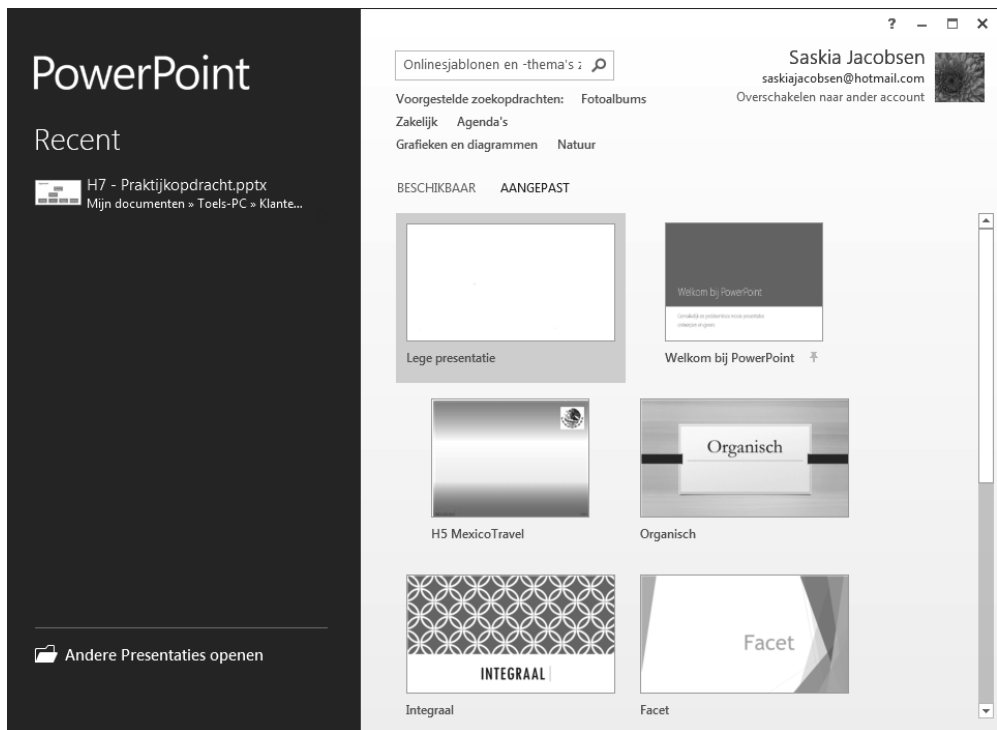 PowerPoint
Recent
H7 - Praktijkopdracht.pptx
Mijn documenten » Toels-PC » Klante...
Andere Presentaties openen
?
Onlinesjablonen en -thema's z
Saskia Jacobsen
saskiajacobsen@hotmail.com
Overschakelen naar ander account
Voorgestelde zoekopdrachten: Fotoalbums
Zakelijk Agenda's
Grafieken en diagrammen Natuur
BESCHIKBAAR AANGEPAST
Lege presentatie
Welkom bij PowerPoint
Welkom bij PowerPoint
H5 MexicoTravel
Organisch
Organisch
INTEGRAAL
Integraal
Facet
Facet